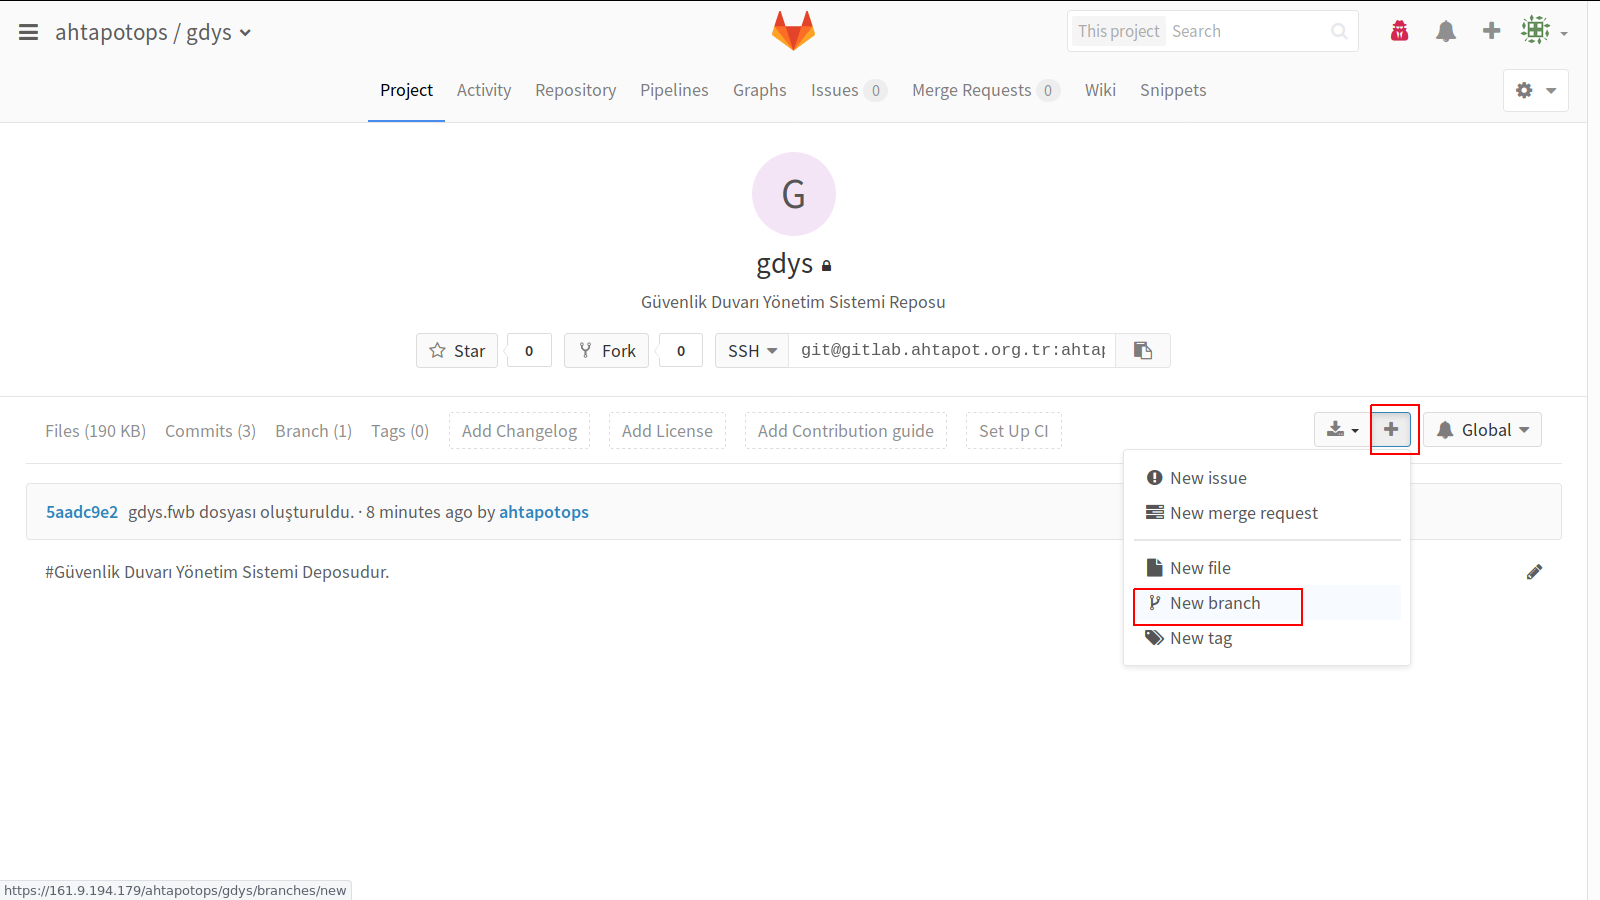 ahtapotops / gdys
This project Search
Project Activity Repository Pipelines Graphs Issues 0 Merge Requests 0 Wiki Snippets
G
gdys
Güvenlik Duvarı Yönetim Sistemi Reposu
Star 0 Fork 0 SSH git@gitlab.ahtapot.org.tr:ahtap
Files (190 KB) Commits (3) Branch (1) Tags (0) Add Changelog Add License Add Contribution guide Set Up CI Global
New issue
New merge request
5aadc9e2 gdys.fwb dosyası oluşturuldu. · 8 minutes ago by ahtapotops
New file
#Güvenlik Duvarı Yönetim Sistemi Deposudur.
New branch
New tag
https://161.9.194.179/ahtapotops/gdys/branches/new